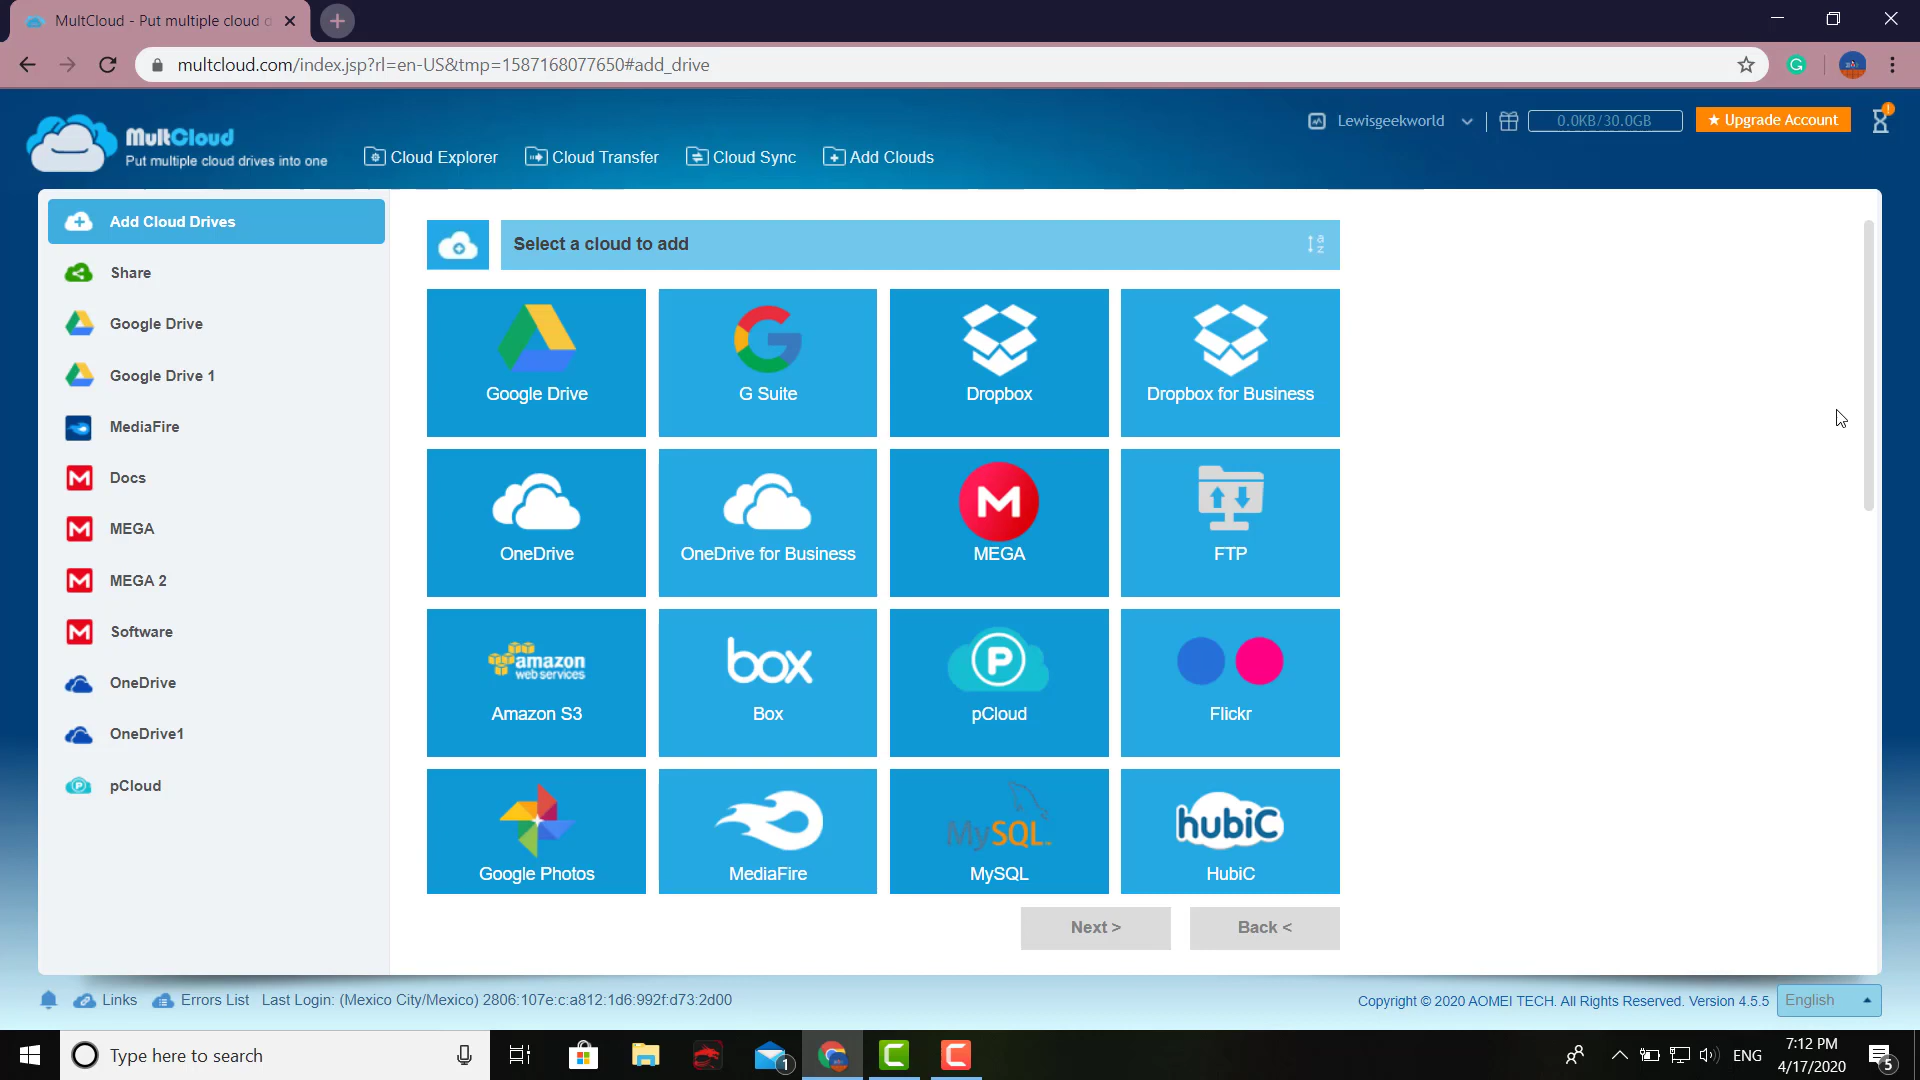 MultCloud - Put multiple cloud d
multcloud.com/index.jsp?rl=en-US&tmp=1587168077650#add_drive
MultCloud
Put multiple cloud drives into one
Cloud Explorer
Cloud Transfer
Cloud Sync
Add Clouds
Lewisgeekworld
0.0KB/30.0GB
★ Upgrade Account
Add Cloud Drives
Share
Google Drive
Google Drive 1
MediaFire
Docs
MEGA
MEGA 2
Software
OneDrive
OneDrive1
pCloud
Select a cloud to add
Google Drive
G Suite
Dropbox
Dropbox for Business
OneDrive
OneDrive for Business
MEGA
FTP
amazon
web services
Amazon S3
box
Box
pCloud
Flickr
Google Photos
MediaFire
MySQL
MySQL
hubiC
HubiC
Next >
Back <
Links
Errors List
Last Login: (Mexico City/Mexico) 2806:107e:c:a812:1d6:992f:d73:2d00
Copyright © 2020 AOMEI TECH. All Rights Reserved. Version 4.5.5
English
Type here to search
1
ENG
7:12 PM
4/17/2020
5